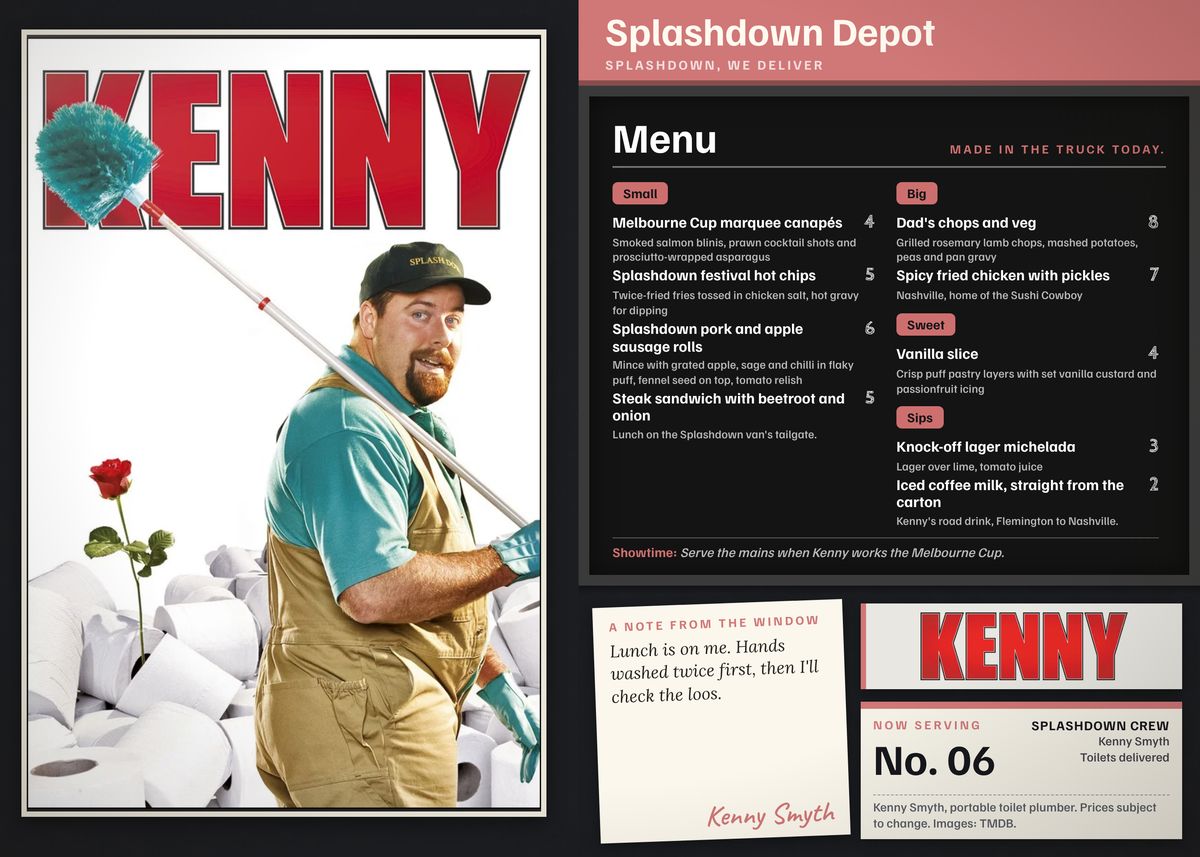 KENNY
SPLASHDO
Splashdown Depot
SPLASHDOWN, WE DELIVER
Menu
MADE IN THE TRUCK TODAY.
Small
Melbourne Cup marquee canapés 4
Smoked salmon blinis, prawn cocktail shots and
prosciutto-wrapped asparagus
Splashdown festival hot chips 5
Twice-fried fries tossed in chicken salt, hot gravy
for dipping
Splashdown pork and apple 6
sausage rolls
Mince with grated apple, sage and chilli in flaky
puff, fennel seed on top, tomato relish
Steak sandwich with beetroot and 5
onion
Lunch on the Splashdown van's tailgate.
Big
Dad's chops and veg 8
Grilled rosemary lamb chops, mashed potatoes,
peas and pan gravy
Spicy fried chicken with pickles 7
Nashville, home of the Sushi Cowboy
Sweet
Vanilla slice 4
Crisp puff pastry layers with set vanilla custard and
passionfruit icing
Sips
Knock-off lager michelada 3
Lager over lime, tomato juice
Iced coffee milk, straight from the 2
carton
Kenny's road drink, Flemington to Nashville.
Showtime: Serve the mains when Kenny works the Melbourne Cup.
A NOTE FROM THE WINDOW
Lunch is on me. Hands
washed twice first, then I'll
check the loos.
Kenny Smyth
KENNY
NOW SERVING
No. 06
SPLASHDOWN CREW
Kenny Smyth
Toilets delivered
Kenny Smyth, portable toilet plumber. Prices subject
to change. Images: TMDB.